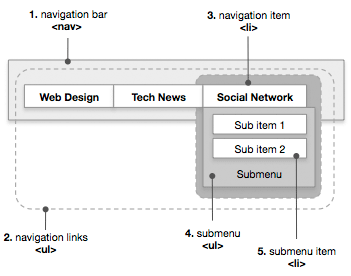 1. navigation bar
<nav>
3. navigation item
<li>
Web Design
Tech News
Social Network
Sub item 1
Sub item 2
Submenu
2. navigation links
<ul>
4. submenu
<ul>
5. submenu item
<li>